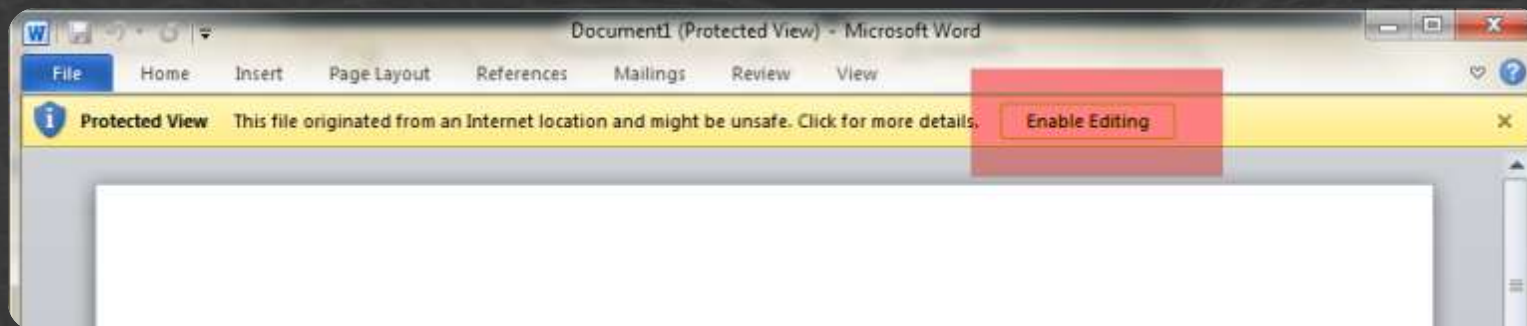 Document1 (Protected View) - Microsoft Word
File Home Insert Page Layout References Mailings Review View
Protected View This file originated from an Internet location and might be unsafe. Click for more details. Enable Editing